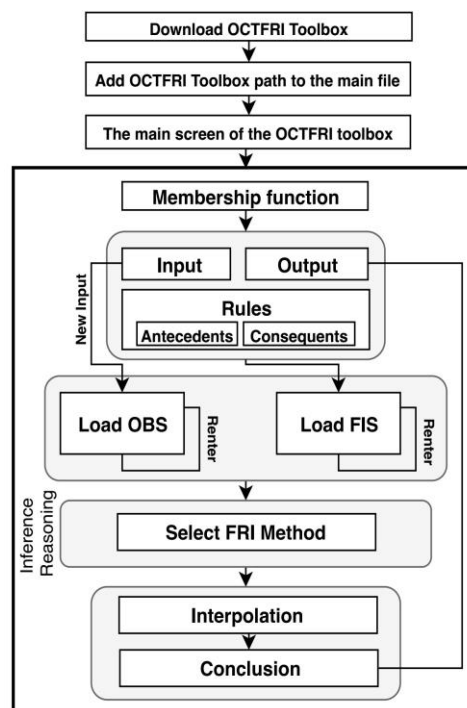 Download OCTFRI Toolbox
Add OCTFRI Toolbox path to the main file
The main screen of the OCTFRI toolbox
Membership function
Input
Output
New Input
Rules
Antecedents
Consequents
Load OBS
Renter
Load FIS
Renter
Inference
Reasoning
Select FRI Method
Interpolation
Conclusion